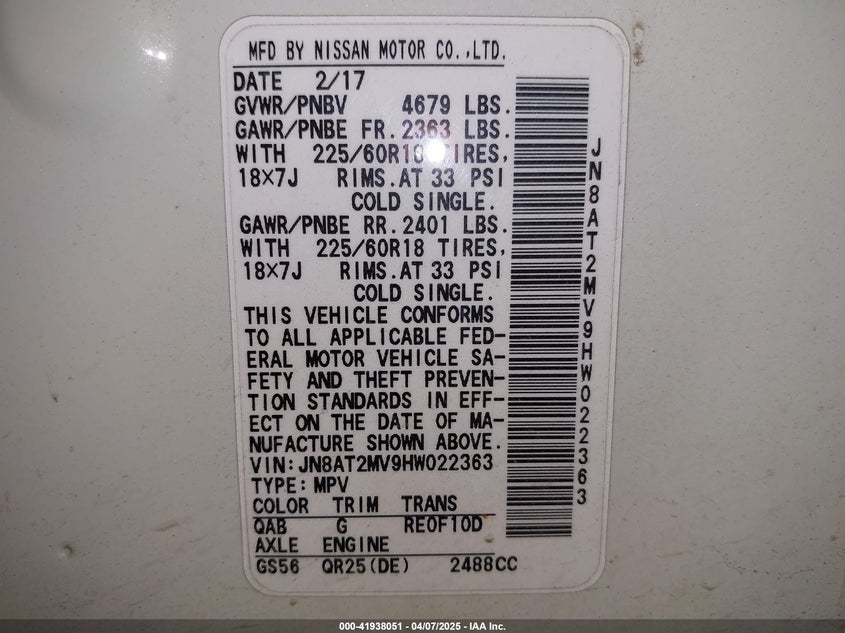 MFD BY NISSAN MOTOR CO.,LTD.
DATE 2/17
GVWR/PNBV 4679 LBS.
GAWR/PNBE FR. 2363 LBS.
WITH 225/60R18 TIRES,
18×7J RIMS.AT 33 PSI
COLD SINGLE.
GAWR/PNBE RR. 2401 LBS.
WITH 225/60R18 TIRES,
18×7J RIMS.AT 33 PSI
COLD SINGLE.
THIS VEHICLE CONFORMS
TO ALL APPLICABLE FED-
ERAL MOTOR VEHICLE SA-
FETY AND THEFT PREVEN-
TION STANDARDS IN EFF-
ECT ON THE DATE OF MA-
NUFACTURE SHOWN ABOVE.
VIN:JN8AT2MV9HW022363
TYPE:MPV
COLOR TRIM TRANS
QAB G RE0F10D
AXLE ENGINE
GS56 QR25(DE) 2488CC
JN8AT2MV9HW022363
000-41938051 - 04/07/2025 - IAA Inc.